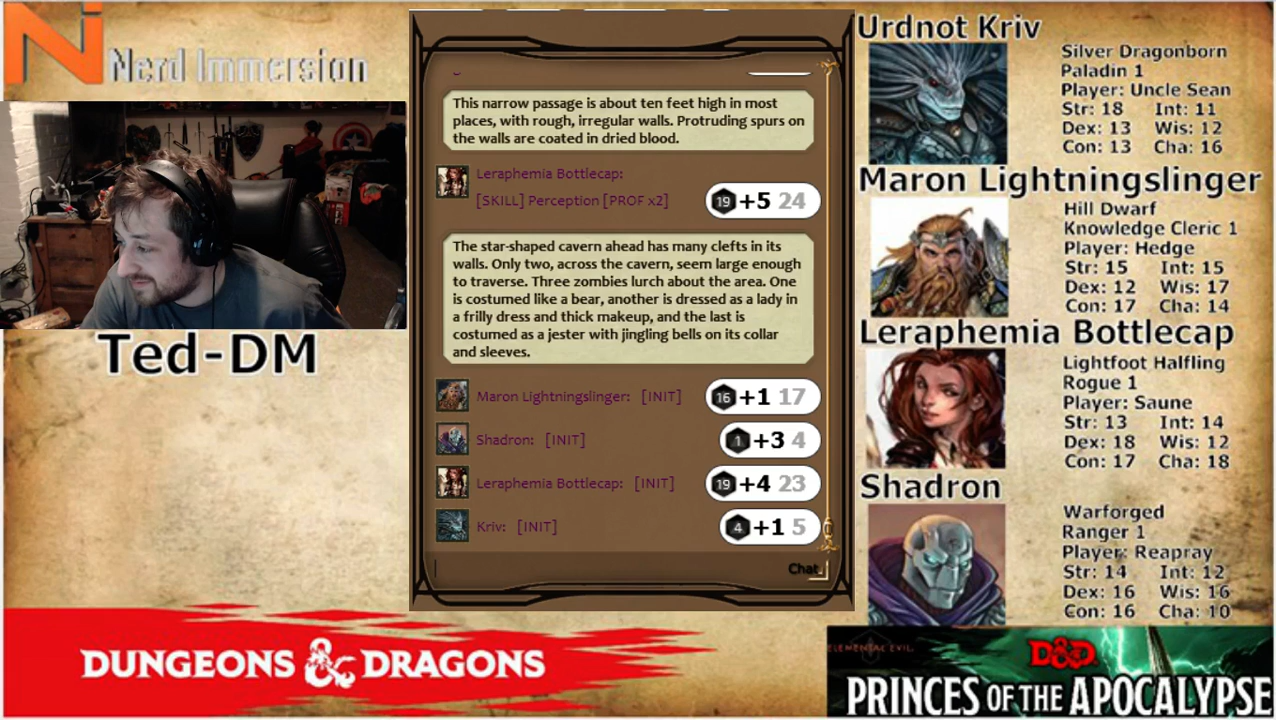 Ni
Nerd Immersion
Ted-DM
This narrow passage is about ten feet high in most
places, with rough, irregular walls. Protruding spurs on
the walls are coated in dried blood.
Leraphemia Bottlecap:
[SKILL] Perception [PROF x2]
19 +5 24
The star-shaped cavern ahead has many clefts in its
walls. Only two, across the cavern, seem large enough
to traverse. Three zombies lurch about the area. One
is costumed like a bear, another is dressed as a lady in
a frilly dress and thick makeup, and the last is
costumed as a jester with jingling bells on its collar
and sleeves.
Maron Lightningslinger: [INIT] 16 +1 17
Shadron: [INIT] 1 +3 4
Leraphemia Bottlecap: [INIT] 19 +4 23
Kriv: [INIT] 4 +1 5
Chat
Urdnot Kriv
Silver Dragonborn
Paladin 1
Player: Uncle Sean
Str: 18 Int: 11
Dex: 13 Wis: 12
Con: 13 Cha: 16
Maron Lightningslinger
Hill Dwarf
Knowledge Cleric 1
Player: Hedge
Str: 15 Int: 15
Dex: 12 Wis: 17
Con: 17 Cha: 14
Leraphemia Bottlecap
Lightfoot Halfling
Rogue 1
Player: Saune
Str: 13 Int: 14
Dex: 18 Wis: 12
Con: 17 Cha: 18
Shadron
Warforged
Ranger 1
Player: Reapray
Str: 14 Int: 12
Dex: 16 Wis: 16
Con: 16 Cha: 10
DUNGEONS & DRAGONS
ELEMENTAL EVIL
D&D
PRINCES OF THE APOCALYPSE